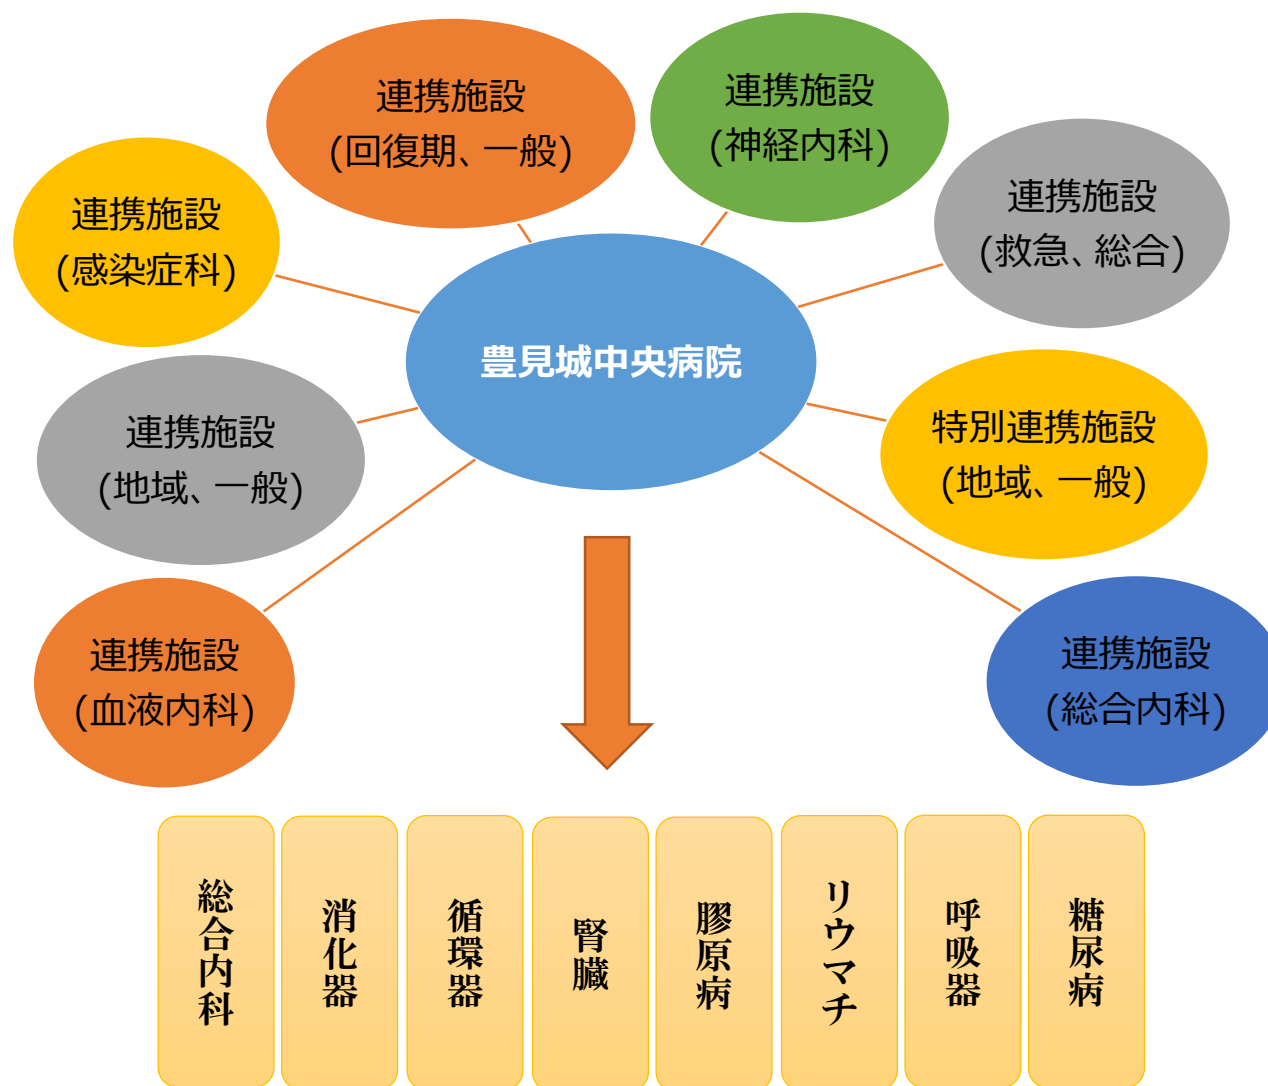 連携施設
(回復期、一般)
連携施設
(神経内科)
連携施設
(感染症科)
連携施設
(救急、総合)
豊見城中央病院
連携施設
(地域、一般)
特別連携施設
(地域、一般)
連携施設
(血液内科)
連携施設
(総合内科)
総合内科
消化器
循環器
腎臓
膠原病
リウマチ
呼吸器
糖尿病